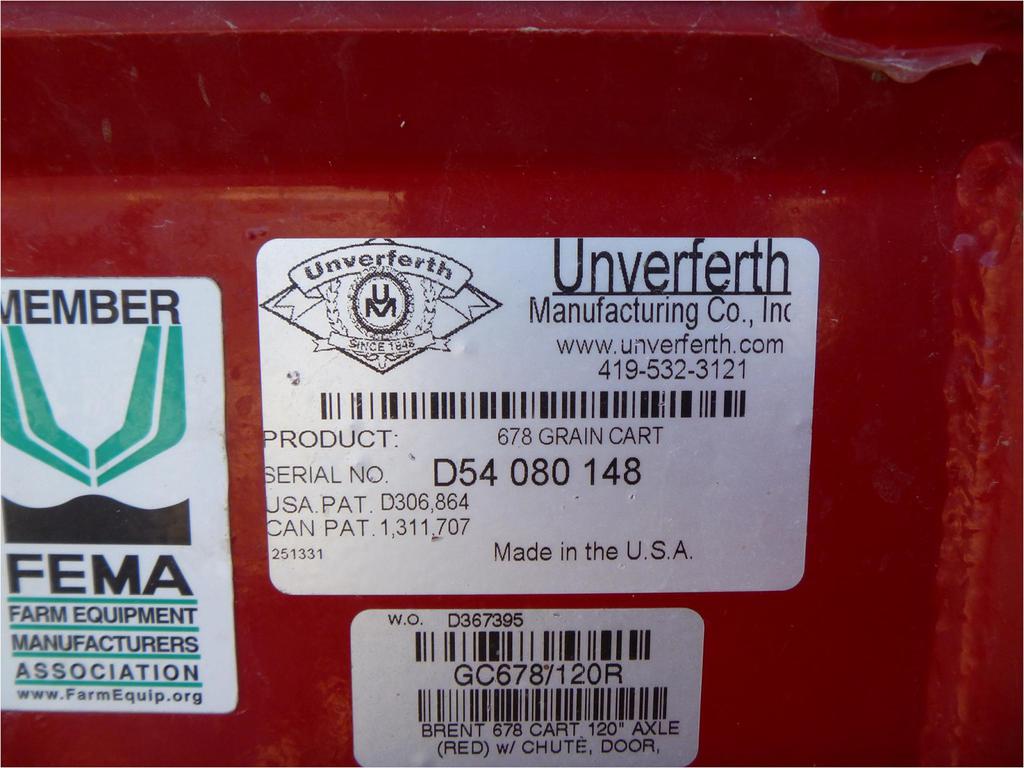 MEMBER
FEMA
FARM EQUIPMENT
MANUFACTURERS
ASSOCIATION
www.FarmEquip.org
Unverferth
UM
SINCE 1948
U
Unverferth
Manufacturing Co., Inc
www.unverferth.com
419-532-3121
PRODUCT: 678 GRAIN CART
SERIAL NO. D54 080 148
USA.PAT. D306,864
CAN PAT. 1,311,707
251331 Made in the U.S.A.
W.O. D367395
GC678/120R
BRENT 678 CART 120" AXLE
(RED) W/ CHUTE, DOOR,